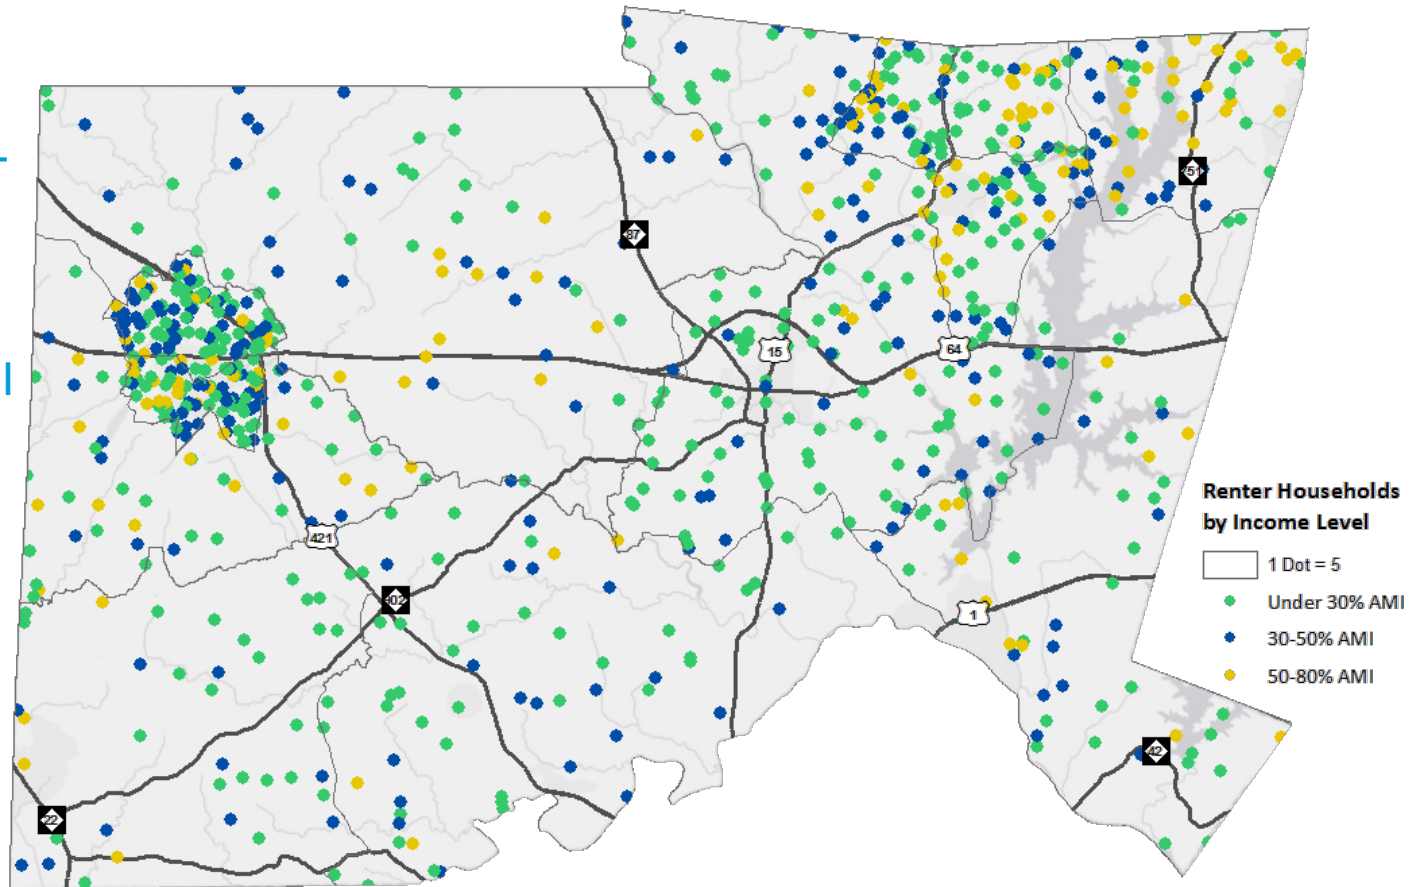 87
751
15
64
421
902
1
42
22
Renter Households
by Income Level
1 Dot = 5
Under 30% AMI
30-50% AMI
50-80% AMI